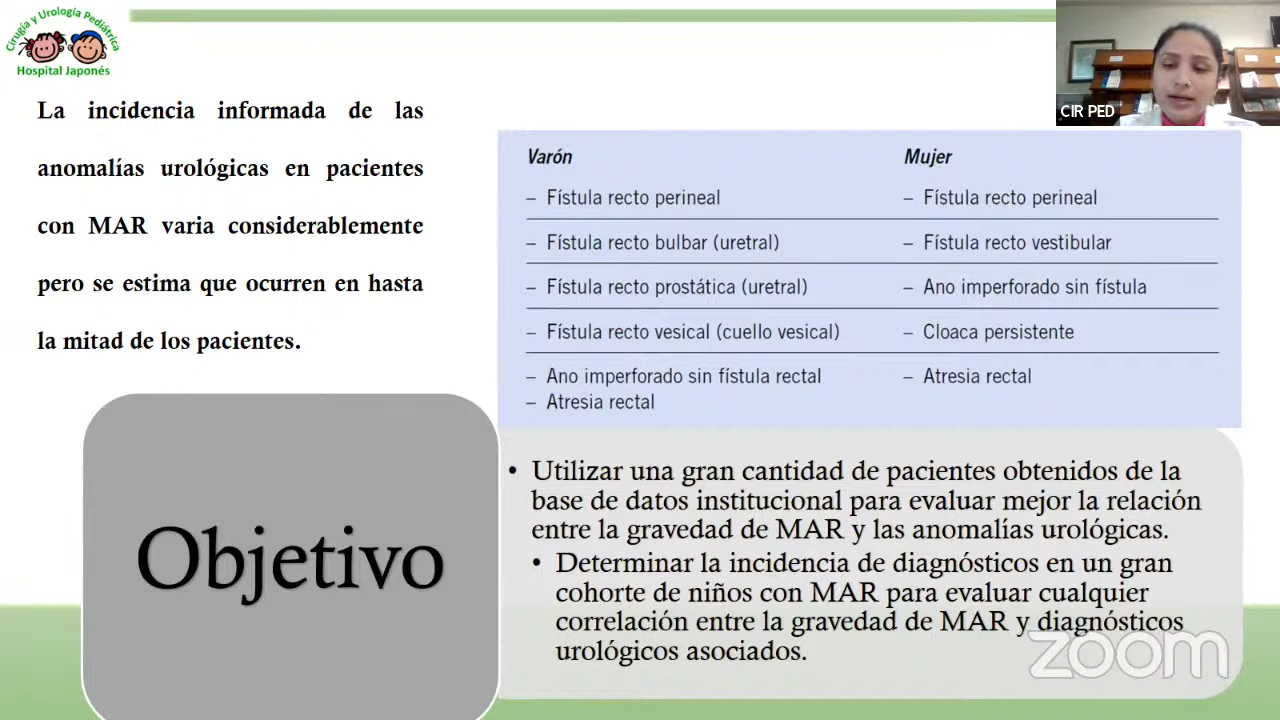 Cirugía y Urología Pediátrica
Hospital Japonés
CIR PED
La incidencia informada de las
anomalías urológicas en pacientes
con MAR varia considerablemente
pero se estima que ocurren en hasta
la mitad de los pacientes.
Varón
– Fístula recto perineal
– Fístula recto bulbar (uretral)
– Fístula recto prostática (uretral)
– Fístula recto vesical (cuello vesical)
– Ano imperforado sin fístula rectal
– Atresia rectal
Mujer
– Fístula recto perineal
– Fístula recto vestibular
– Ano imperforado sin fístula
– Cloaca persistente
– Atresia rectal
Objetivo
• Utilizar una gran cantidad de pacientes obtenidos de la
base de datos institucional para evaluar mejor la relación
entre la gravedad de MAR y las anomalías urológicas.
• Determinar la incidencia de diagnósticos en un gran
cohorte de niños con MAR para evaluar cualquier
correlación entre la gravedad de MAR y diagnósticos
urológicos asociados.
zoom